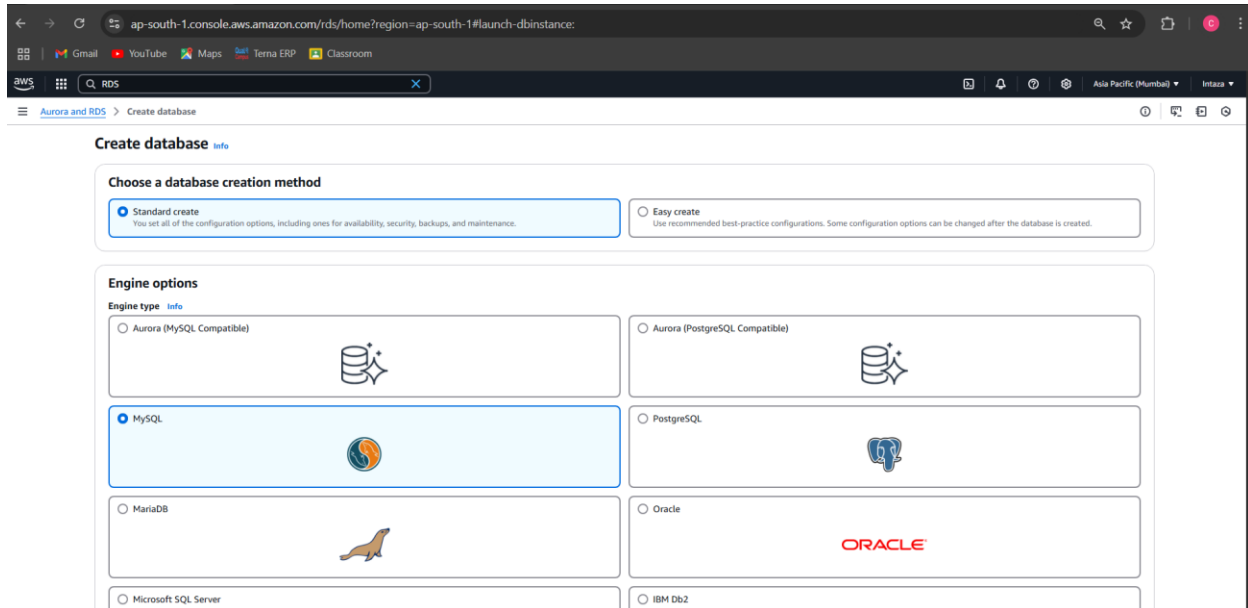 ap-south-1.console.aws.amazon.com/rds/home?region=ap-south-1#launch-dbinstance:
C
Gmail YouTube Maps Terna ERP Classroom
aws RDS Asia Pacific (Mumbai) Intaza
Aurora and RDS > Create database
Create database Info
Choose a database creation method
Standard create
You set all of the configuration options, including ones for availability, security, backups, and maintenance.
Easy create
Use recommended best-practice configurations. Some configuration options can be changed after the database is created.
Engine options
Engine type Info
Aurora (MySQL Compatible)
Aurora (PostgreSQL Compatible)
MySQL
PostgreSQL
MariaDB
Oracle
ORACLE
Microsoft SQL Server
IBM Db2